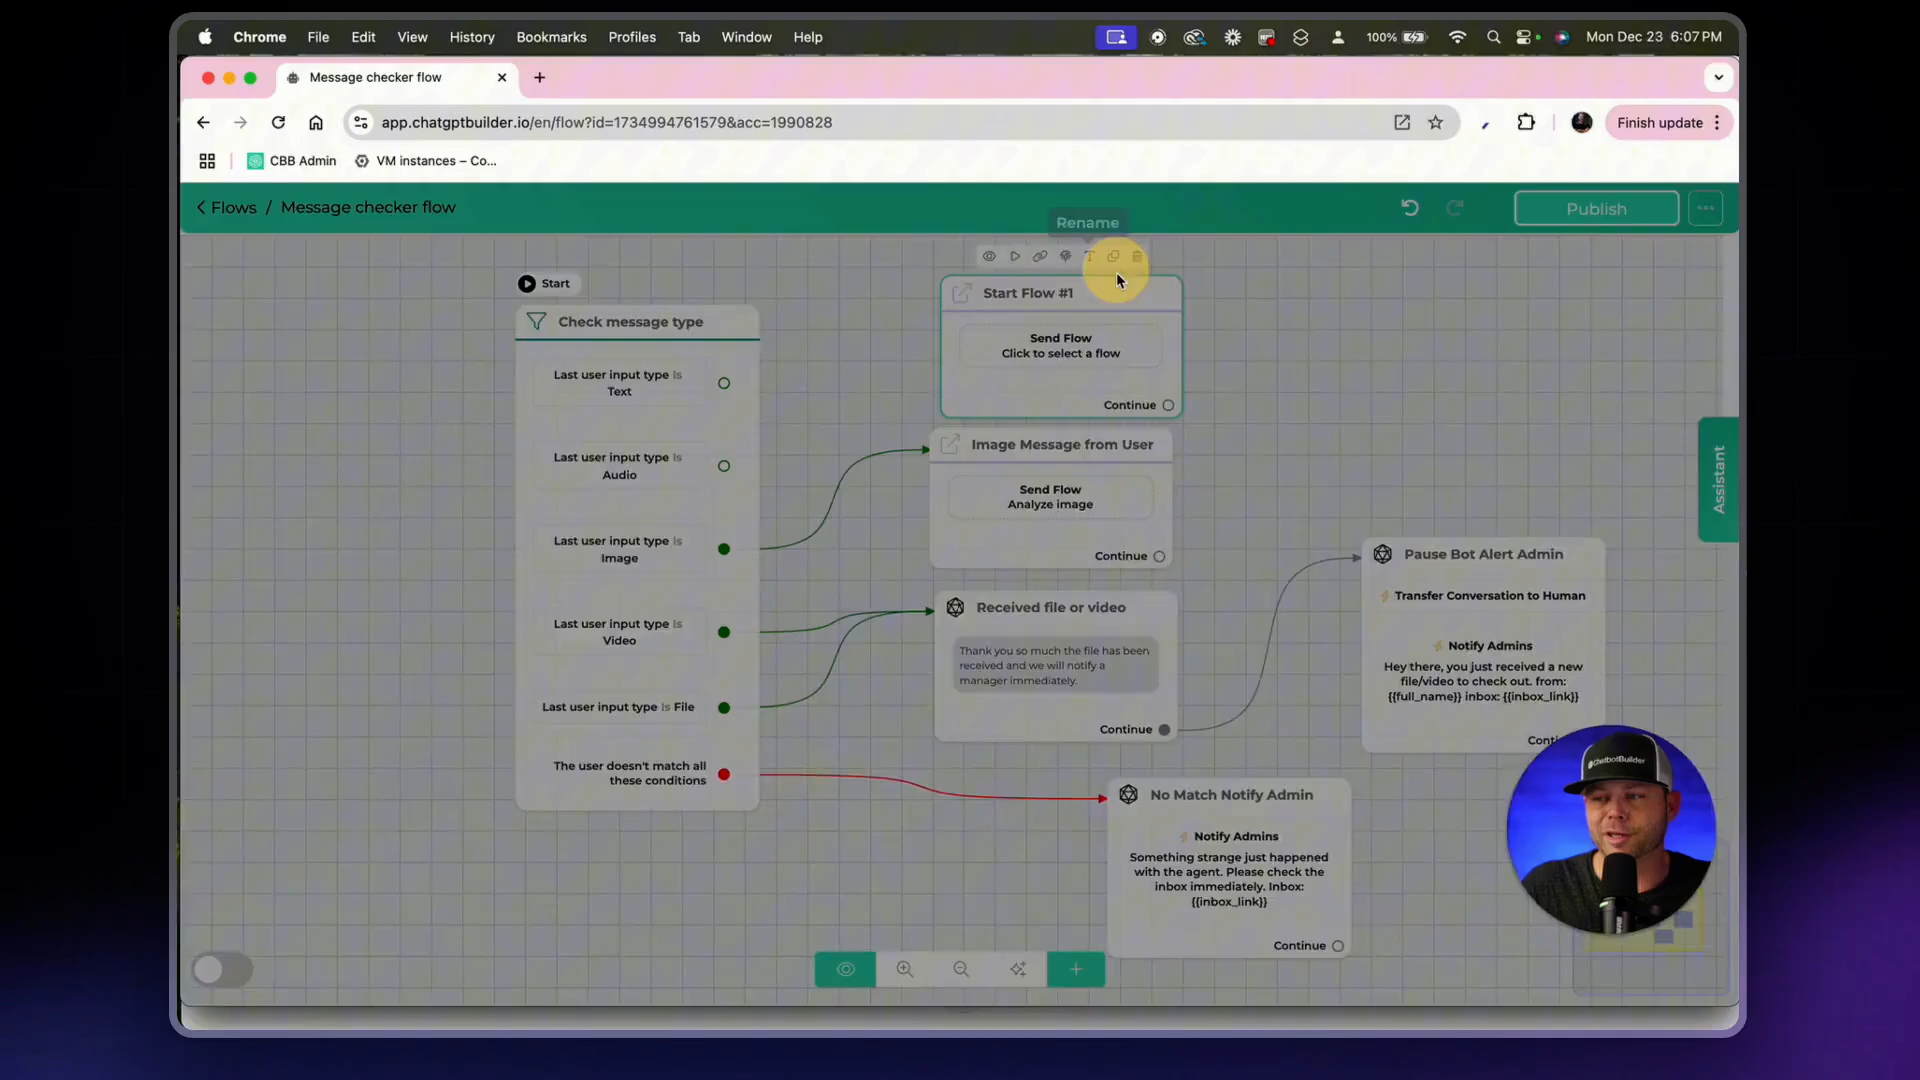 Chrome File Edit View History Bookmarks Profiles Tab Window Help
100% Mon Dec 23 6:07 PM
Message checker flow
app.chatgptbuilder.io/en/flow?id=1734994761579&acc=1990828
Finish update
CBB Admin
VM instances – Co...
Flows / Message checker flow
Publish
Rename
Start
Check message type
Last user input type Is
Text
Last user input type Is
Audio
Last user input type Is
Image
Last user input type Is
Video
Last user input type Is File
The user doesn't match all
these conditions
Start Flow #1
Send Flow
Click to select a flow
Continue
Image Message from User
Send Flow
Analyze image
Continue
Received file or video
Thank you so much the file has been
received and we will notify a
manager immediately.
Continue
No Match Notify Admin
Notify Admins
Something strange just happened
with the agent. Please check the
inbox immediately. Inbox:
{{inbox_link}}
Continue
Pause Bot Alert Admin
Transfer Conversation to Human
Notify Admins
Hey there, you just received a new
file/video to check out. from:
{{full_name}} inbox: {{inbox_link}}
Assistant
ChatbotBuilder